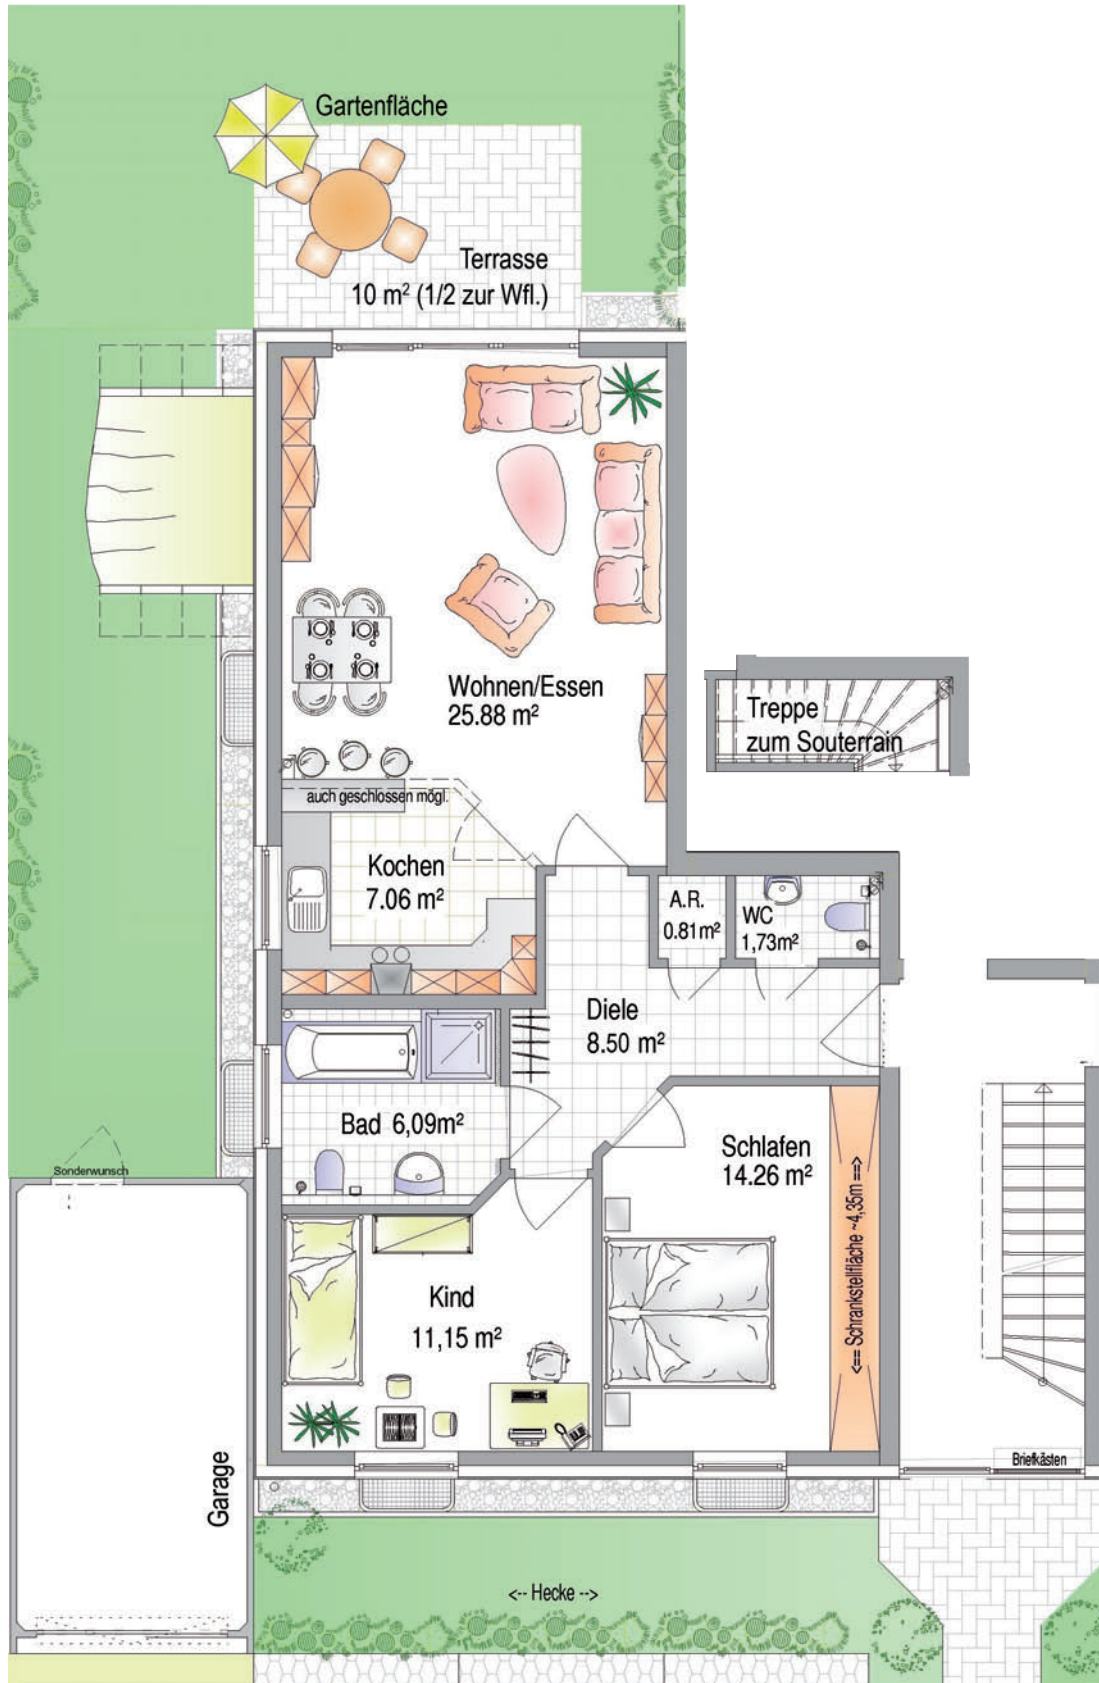 Gartenfläche
Terrasse
10 m² (1/2 zur Wfl.)
Wohnen/Essen
25.88 m²
Treppe
zum Souterrain
auch geschlossen mögl.
Kochen
7.06 m²
A.R.
0.81m²
WC
1,73m²
Diele
8.50 m²
Bad 6,09m²
Schlafen
14.26 m²
<== Schrankstellfläche ~4,35m ==>
Sonderwunsch
Kind
11,15 m²
Garage
Briefkästen
<-- Hecke -->